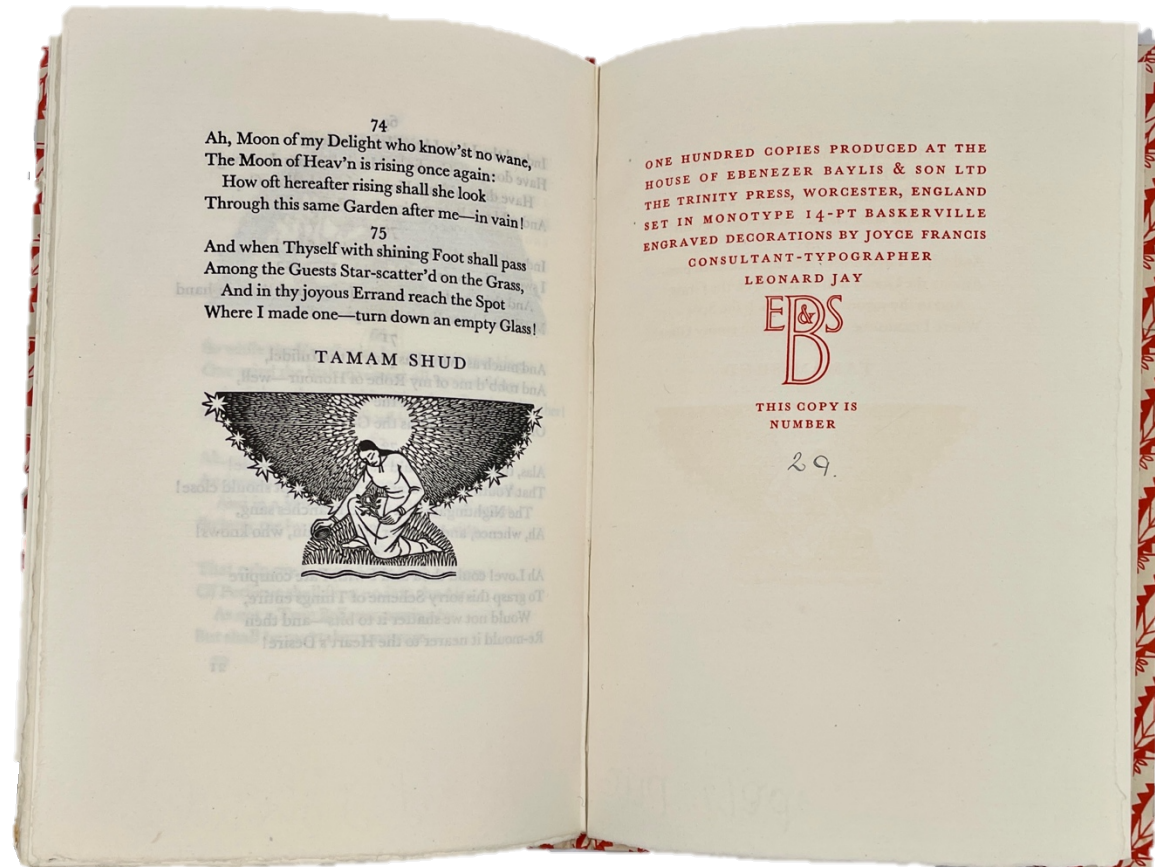 74
Ah, Moon of my Delight who know'st no wane,
The Moon of Heav'n is rising once again:
How oft hereafter rising shall she look
Through this same Garden after me—in vain!
75
And when Thyself with shining Foot shall pass
Among the Guests Star-scatter'd on the Grass,
And in thy joyous Errand reach the Spot
Where I made one—turn down an empty Glass!
TAMAM SHUD
ONE HUNDRED COPIES PRODUCED AT THE
HOUSE OF EBENEZER BAYLIS & SON LTD
THE TRINITY PRESS, WORCESTER, ENGLAND
SET IN MONOTYPE 14-PT BASKERVILLE
ENGRAVED DECORATIONS BY JOYCE FRANCIS
CONSULTANT-TYPOGRAPHER
LEONARD JAY
EB&S
THIS COPY IS
NUMBER
29.